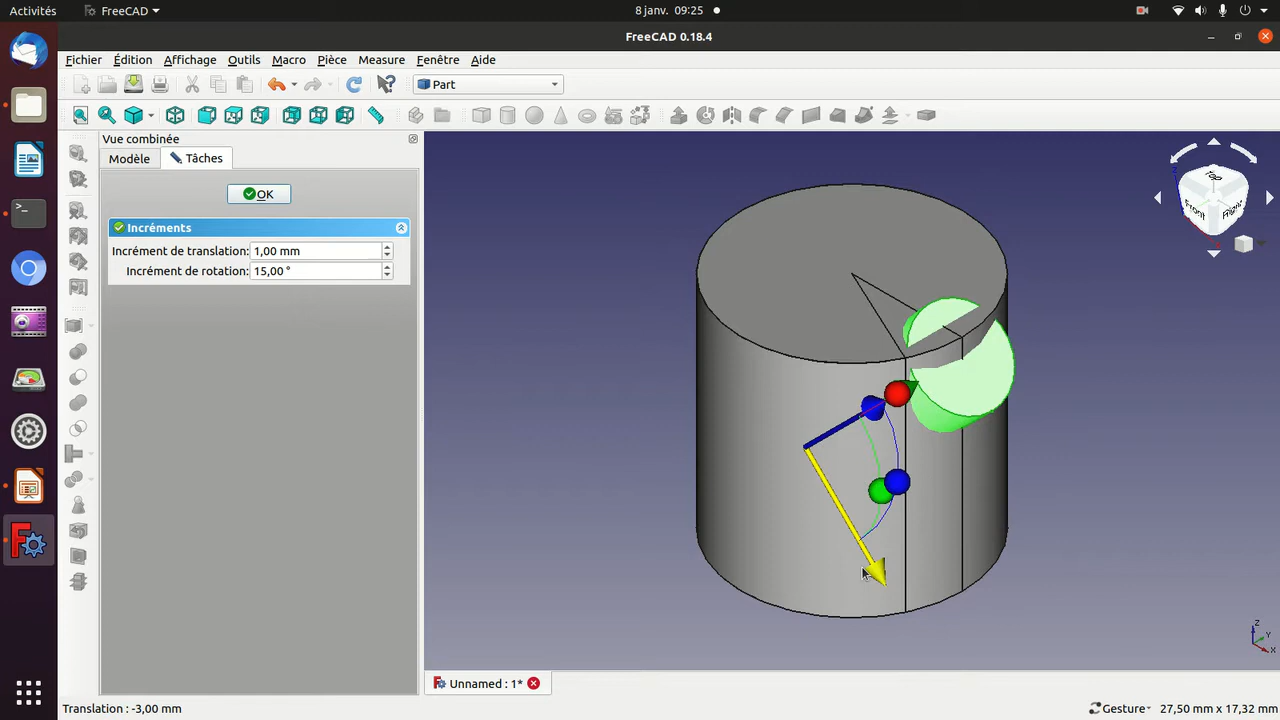 Activités
FreeCAD
8 janv. 09:25
FreeCAD 0.18.4
Fichier Édition Affichage Outils Macro Pièce Measure Fenêtre Aide
Part
Vue combinée
Modèle
Tâches
OK
Incréments
Incrément de translation: 1,00 mm
Incrément de rotation: 15,00 °
Front
Right
Z
Y
X
Unnamed : 1*
Translation : -3,00 mm
Gesture
27,50 mm x 17,32 mm